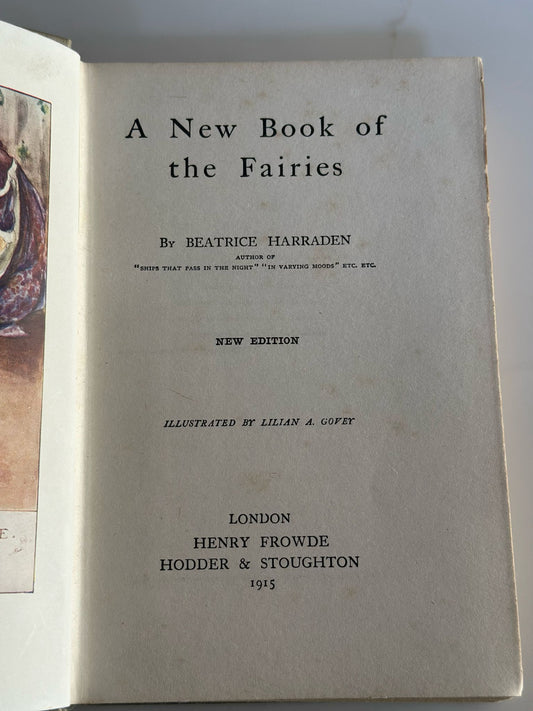 A New Book of
the Fairies
By BEATRICE HARRADEN
AUTHOR OF
"SHIPS THAT PASS IN THE NIGHT" "IN VARYING MOODS" ETC. ETC.
NEW EDITION
ILLUSTRATED BY LILIAN A. GOVEY
LONDON
HENRY FROWDE
HODDER & STOUGHTON
1915